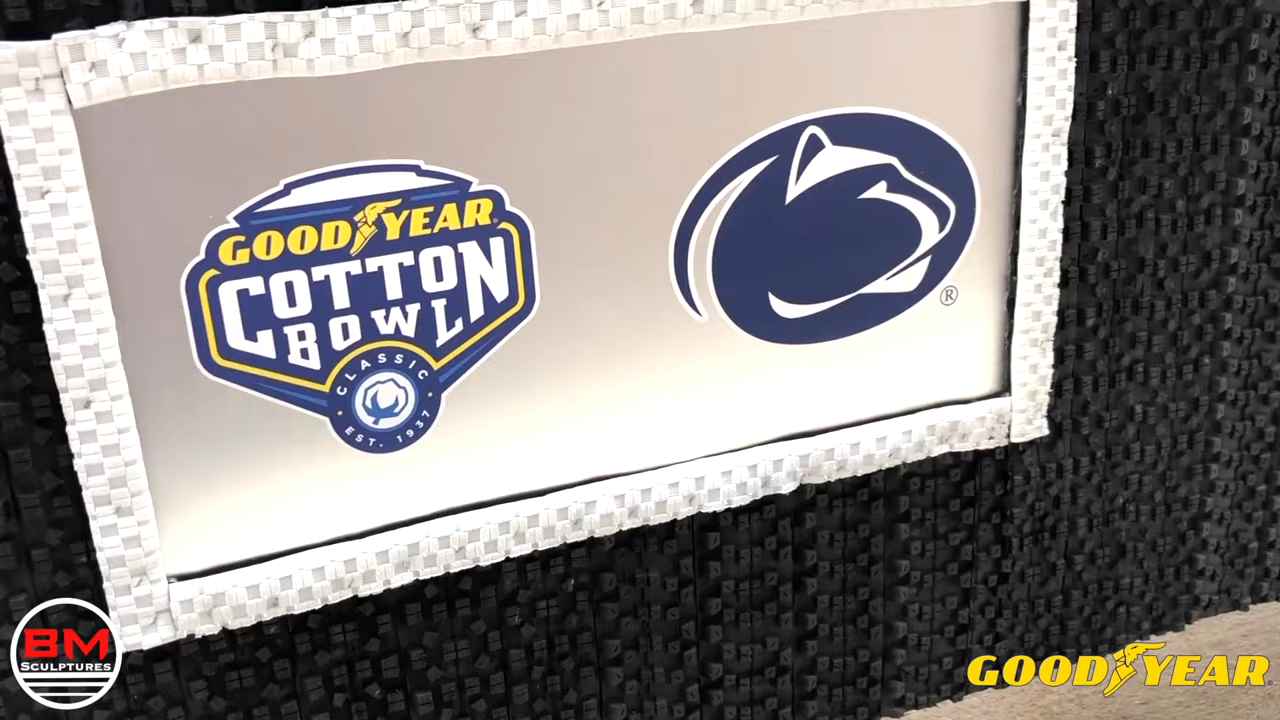 GOODYEAR
COTTON
BOWL
CLASSIC
EST. 1937
®
BM
SCULPTURES
GOODYEAR